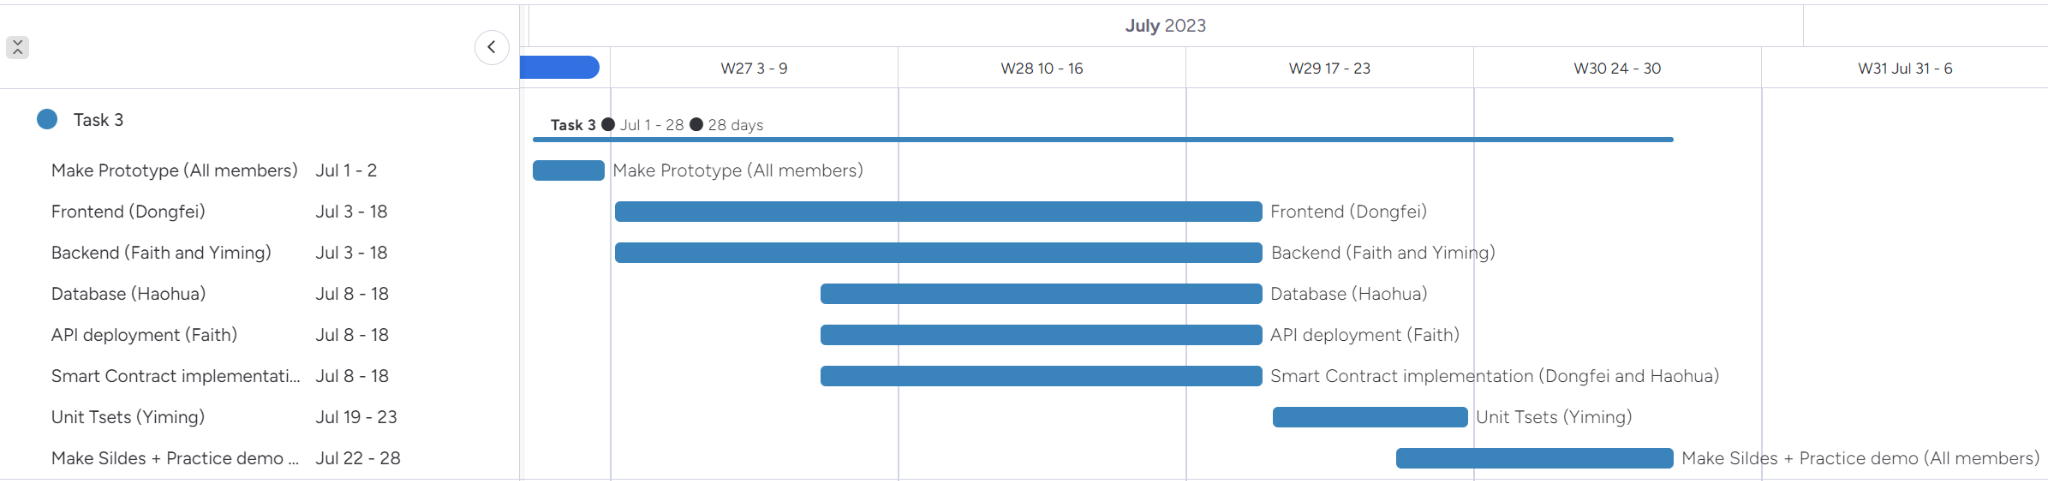 July 2023
W27 3 - 9 W28 10 - 16 W29 17 - 23 W30 24 - 30 W31 Jul 31 - 6
Task 3
Task 3 ● Jul 1 - 28 ● 28 days
Make Prototype (All members) Jul 1 - 2 Make Prototype (All members)
Frontend (Dongfei) Jul 3 - 18 Frontend (Dongfei)
Backend (Faith and Yiming) Jul 3 - 18 Backend (Faith and Yiming)
Database (Haohua) Jul 8 - 18 Database (Haohua)
API deployment (Faith) Jul 8 - 18 API deployment (Faith)
Smart Contract implementati... Jul 8 - 18 Smart Contract implementation (Dongfei and Haohua)
Unit Tsets (Yiming) Jul 19 - 23 Unit Tsets (Yiming)
Make Sildes + Practice demo ... Jul 22 - 28 Make Sildes + Practice demo (All members)